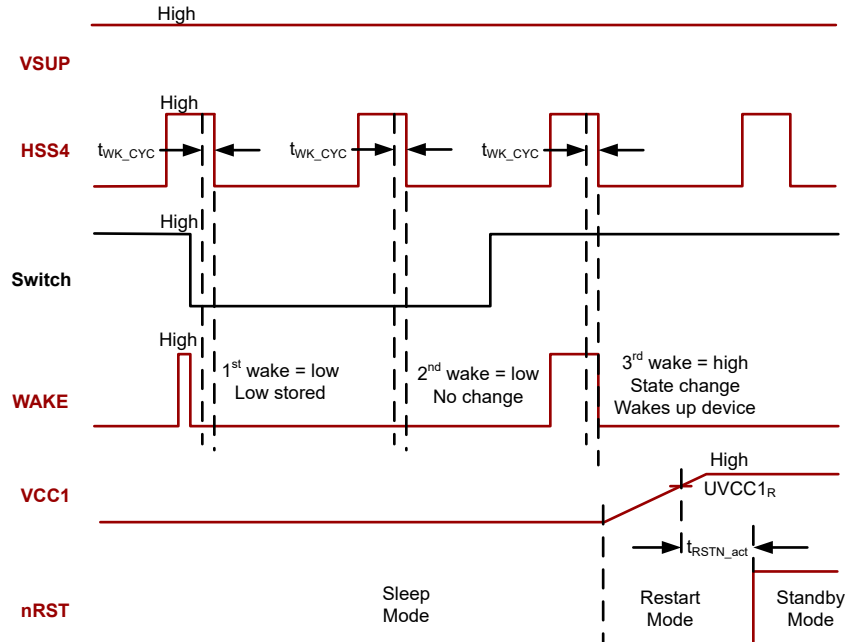 High
VSUP
High
HSS4
tWK_CYC
tWK_CYC
tWK_CYC
High
Switch
High
1st wake = low
Low stored
2nd wake = low
No change
3rd wake = high
State change
Wakes up device
WAKE
High
VCC1
UVCC1R
tRSTN_act
nRST
Sleep
Mode
Restart
Mode
Standby
Mode